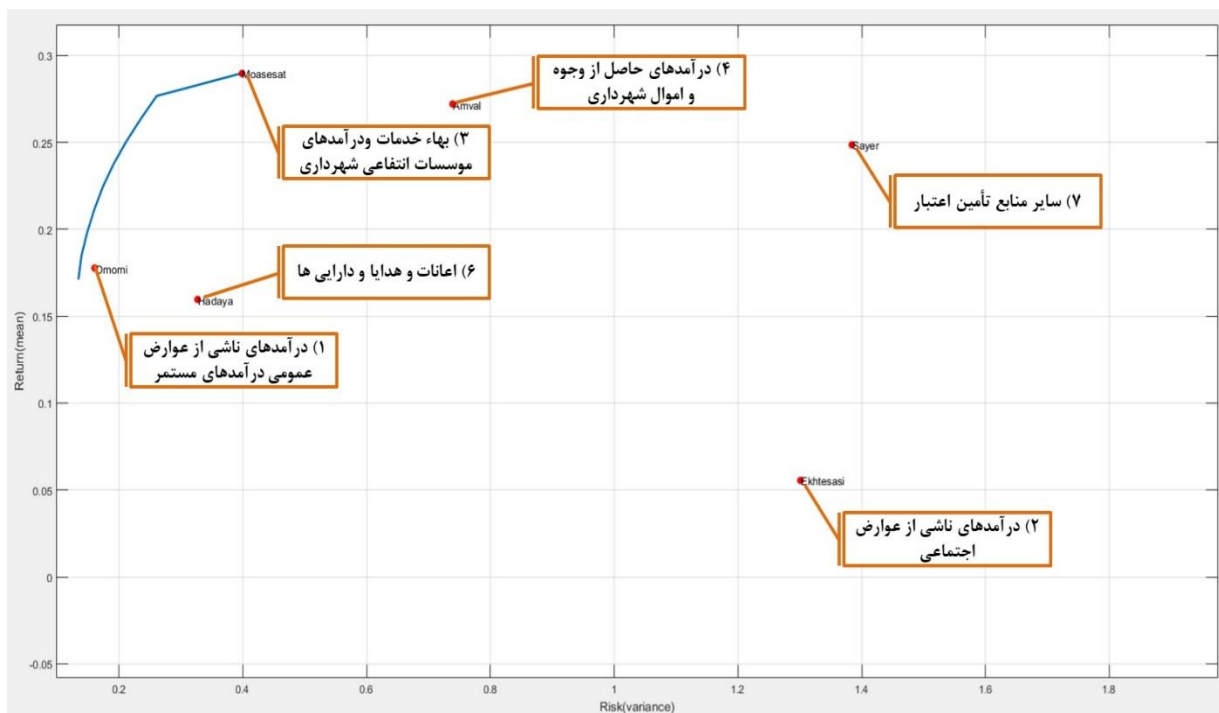 0.3
0.25
0.2
0.15
0.1
0.05
0
-0.05
Return(mean)
Moasesat
Amval
Sayer
Omomi
Hadaya
Ekhtesasi
۴) درآمدهای حاصل از وجوه
و اموال شهرداری
۳) بهاء خدمات ودرآمدهای
موسسات انتفاعی شهرداری
۷) سایر منابع تأمین اعتبار
۶) اعانات و هدایا و دارایی ها
۱) درآمدهای ناشی از عوارض
عمومی درآمدهای مستمر
۲) درآمدهای ناشی از عوارض
اجتماعی
0.2
0.4
0.6
0.8
1
1.2
1.4
1.6
1.8
Risk(variance)